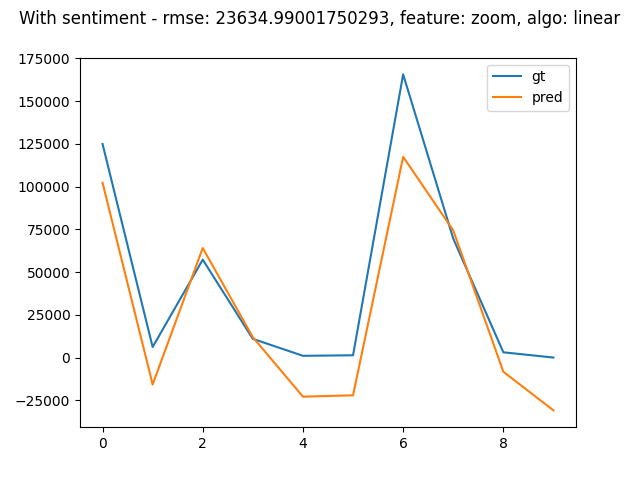 With sentiment - rmse: 23634.99001750293, feature: zoom, algo: linear
175000
150000
125000
100000
75000
50000
25000
0
−25000
gt
pred
0 2 4 6 8